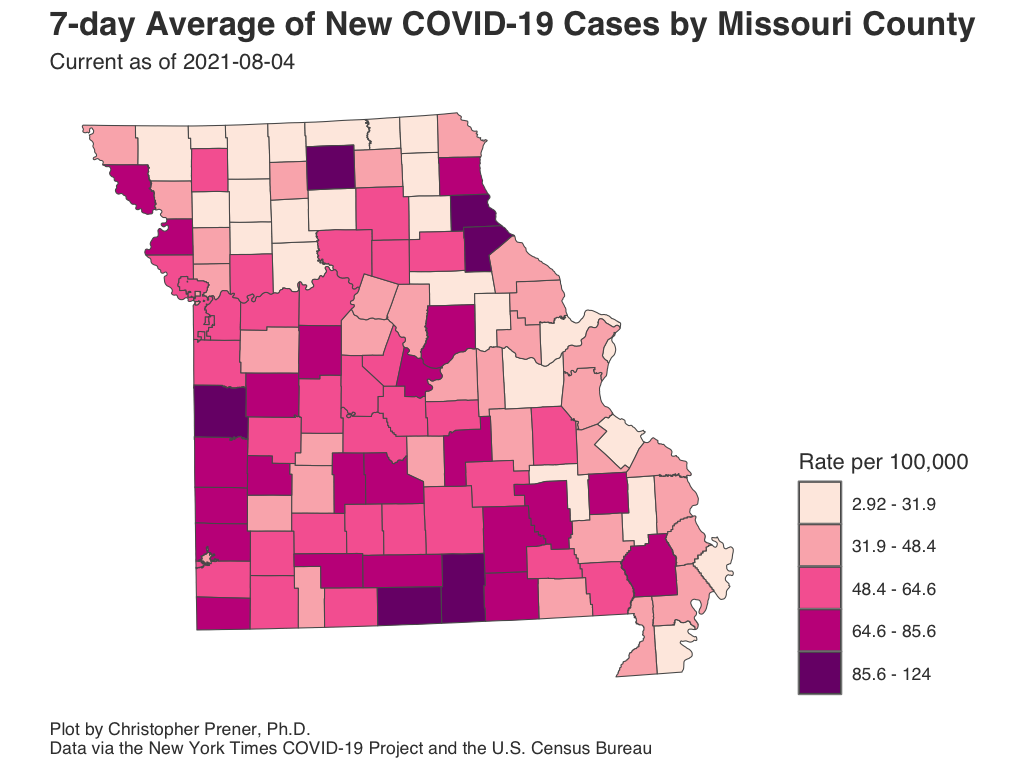 7-day Average of New COVID-19 Cases by Missouri County
Current as of 2021-08-04
Rate per 100,000
2.92 - 31.9
31.9 - 48.4
48.4 - 64.6
64.6 - 85.6
85.6 - 124
Plot by Christopher Prener, Ph.D.
Data via the New York Times COVID-19 Project and the U.S. Census Bureau